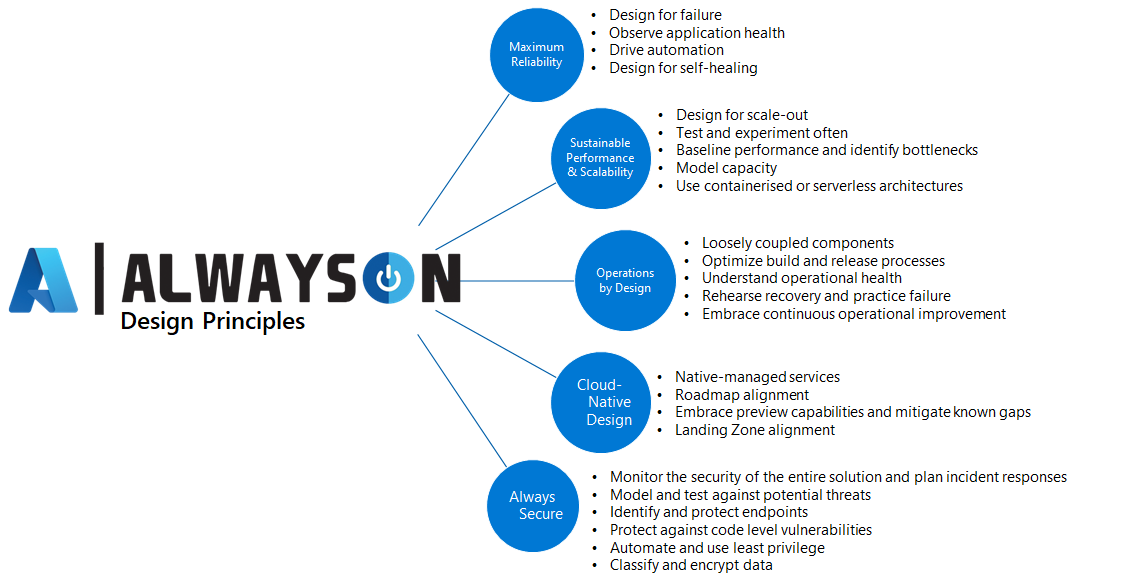 Maximum
Reliability
• Design for failure
• Observe application health
• Drive automation
• Design for self-healing
Sustainable
Performance
& Scalability
• Design for scale-out
• Test and experiment often
• Baseline performance and identify bottlenecks
• Model capacity
• Use containerised or serverless architectures
ALWAYSON
Design Principles
Operations
by Design
• Loosely coupled components
• Optimize build and release processes
• Understand operational health
• Rehearse recovery and practice failure
• Embrace continuous operational improvement
Cloud-
Native
Design
• Native-managed services
• Roadmap alignment
• Embrace preview capabilities and mitigate known gaps
• Landing Zone alignment
Always
Secure
• Monitor the security of the entire solution and plan incident responses
• Model and test against potential threats
• Identify and protect endpoints
• Protect against code level vulnerabilities
• Automate and use least privilege
• Classify and encrypt data